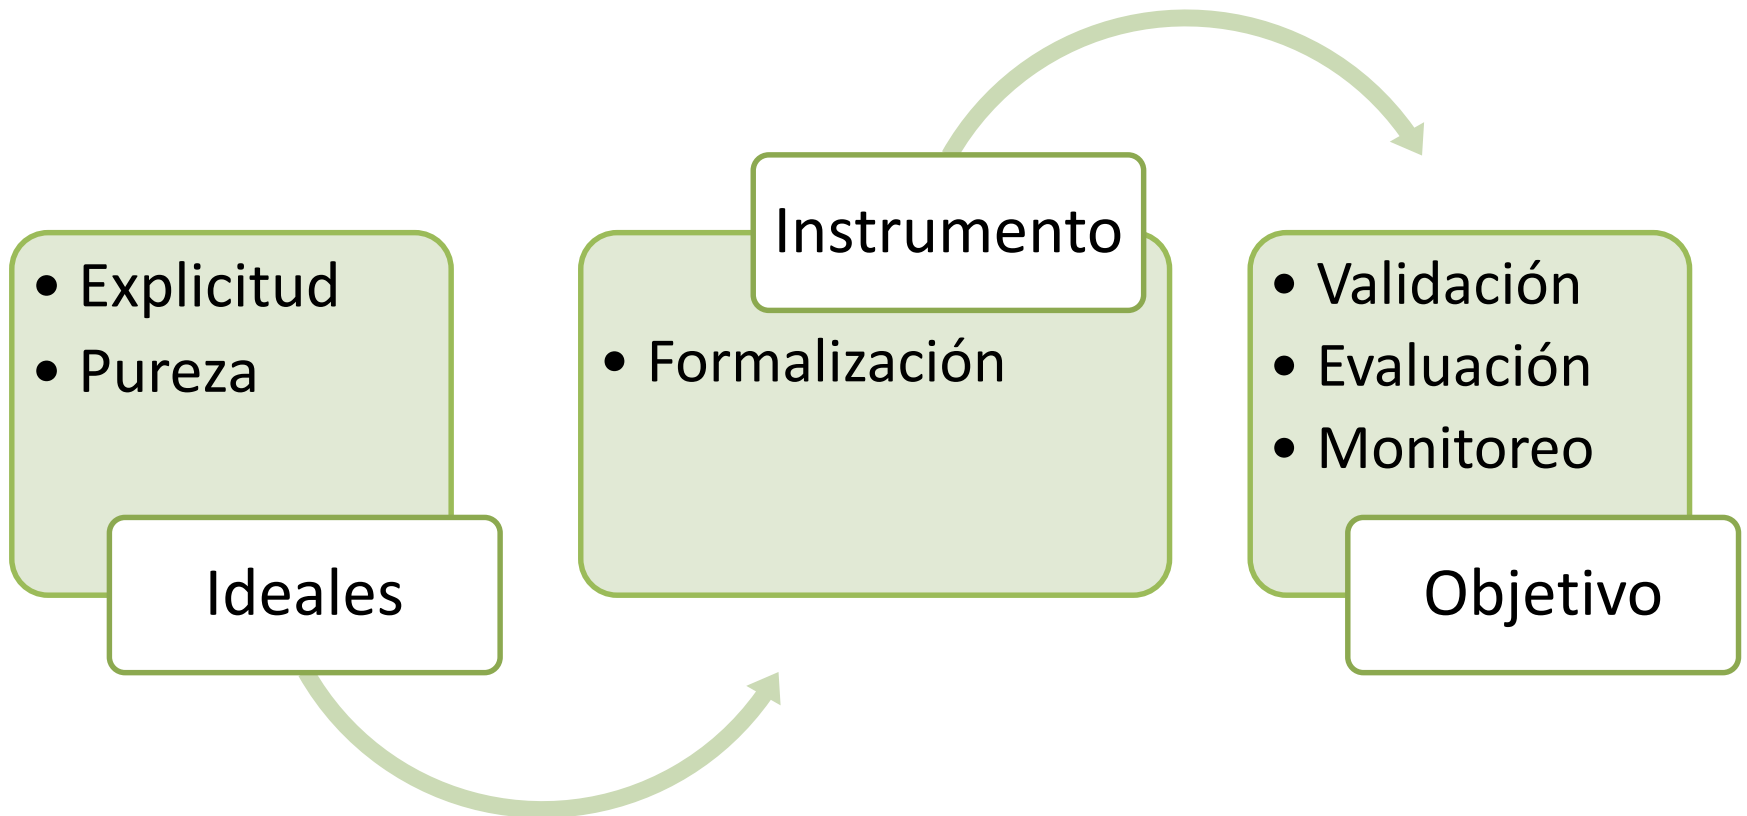 • Explicitud
• Pureza
Ideales
Instrumento
• Formalización
• Validación
• Evaluación
• Monitoreo
Objetivo